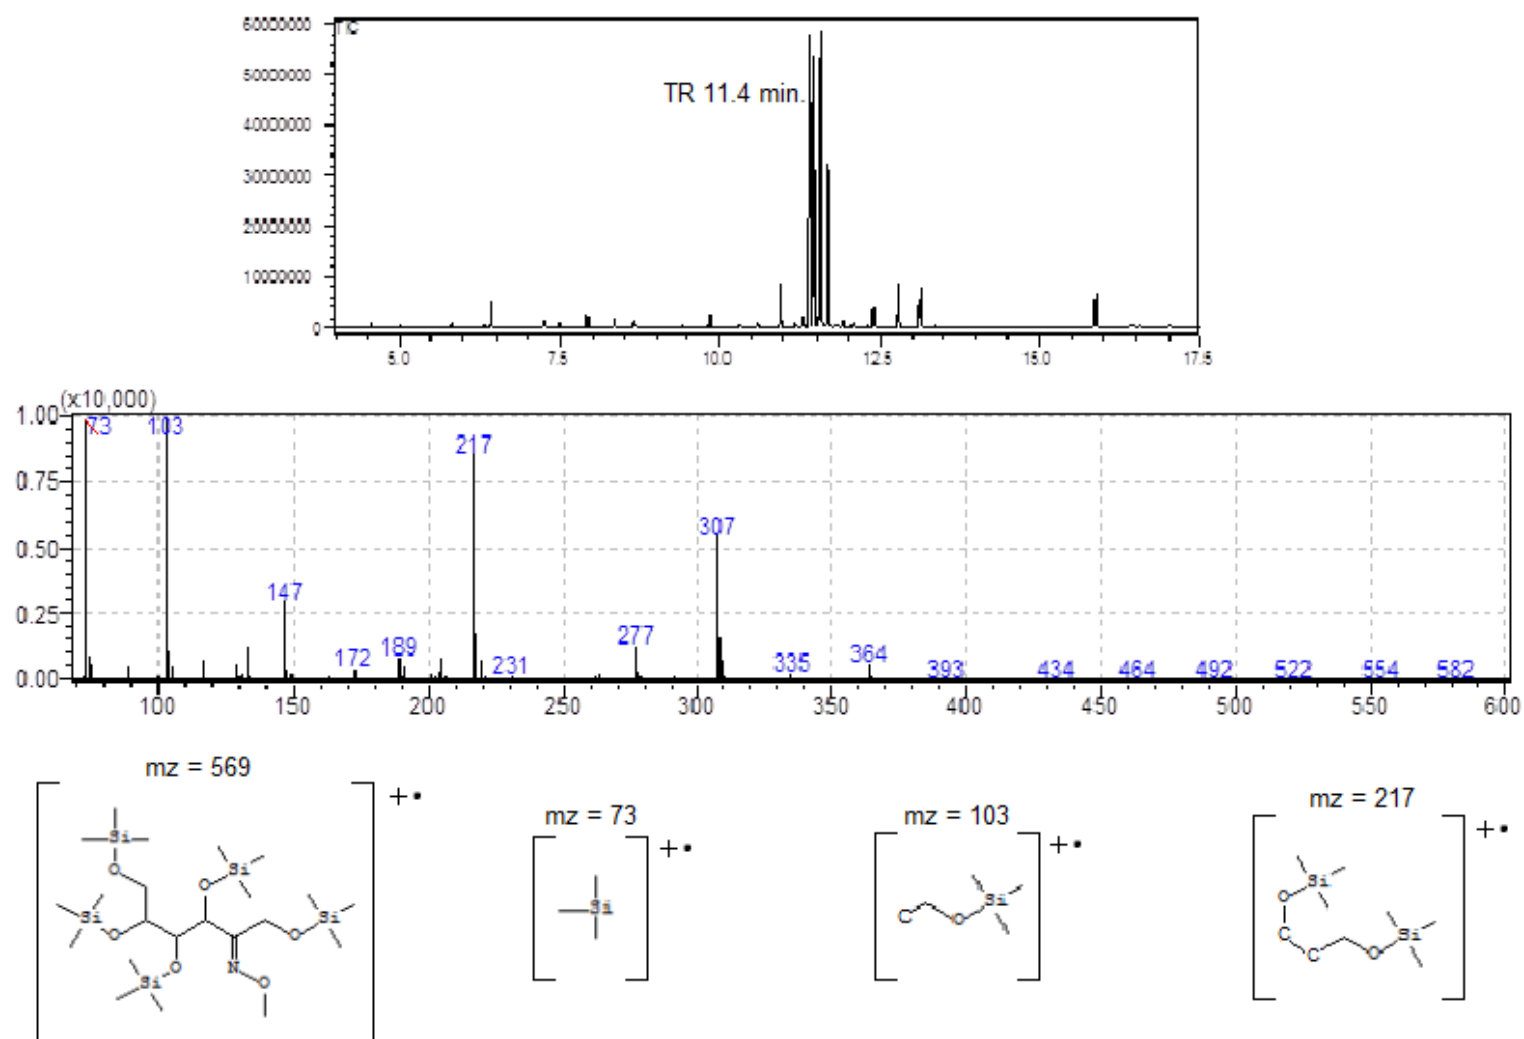 60000000
TIC
50000000
TR 11.4 min.
40000000
30000000
20000000
10000000
0
5.0 7.5 10.0 12.5 15.0 17.5
(x10,000)
1.00
73 103
217
0.75
307
0.50
147
0.25
172 189 231 277 335 364 393 434 464 492 522 554 582
0.00
100 150 200 250 300 350 400 450 500 550 600
mz = 569
mz = 73
mz = 103
mz = 217
+•
+•
+•
+•
Si
O
Si
O
Si
O
Si
O
Si
O
N
O
Si
C
O
Si
Si
O
C
C
O
Si